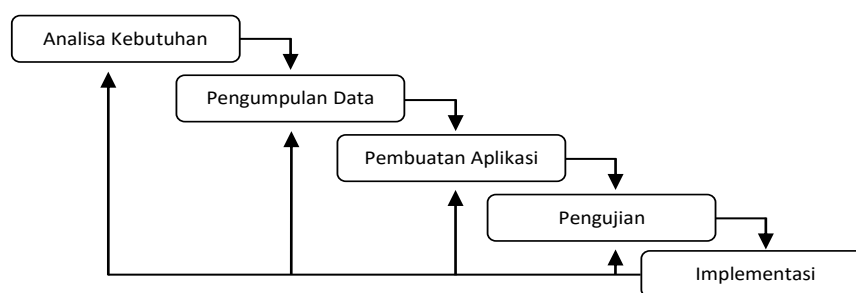 Analisa Kebutuhan
Pengumpulan Data
Pembuatan Aplikasi
Pengujian
Implementasi